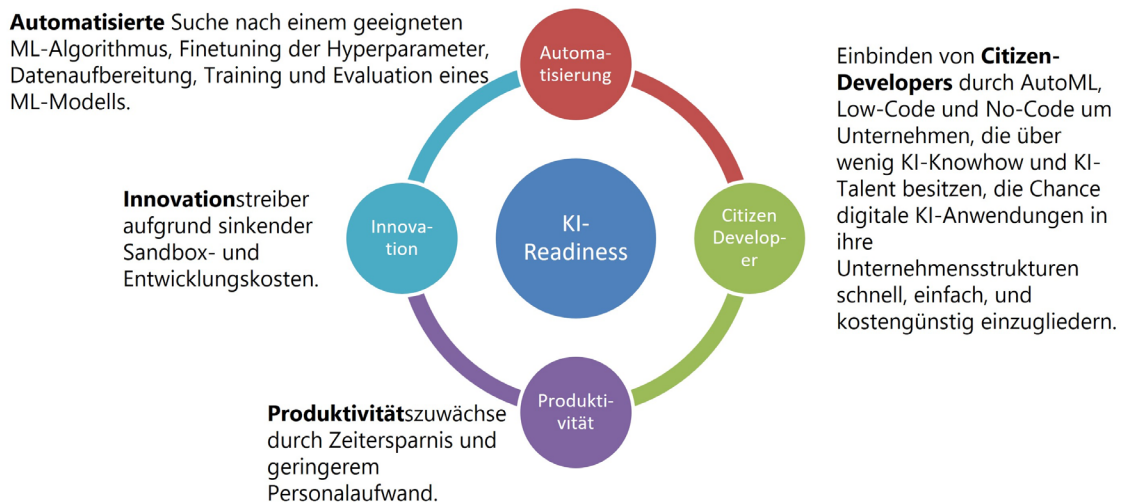 Automatisierte Suche nach einem geeigneten
ML-Algorithmus, Finetuning der Hyperparameter,
Datenaufbereitung, Training und Evaluation eines
ML-Modells.
Automa-
tisierung
Einbinden von Citizen-
Developers durch AutoML,
Low-Code und No-Code um
Unternehmen, die über
wenig KI-Knowhow und KI-
Talent besitzen, die Chance
digitale KI-Anwendungen in
ihre
Unternehmensstrukturen
schnell, einfach, und
kostengünstig einzugliedern.
Innovationstreiber
aufgrund sinkender
Sandbox- und
Entwicklungskosten.
Innova-
tion
KI-
Readiness
Citizen
Develop-
er
Produktivitätszuwächse
durch Zeitersparnis und
geringerem
Personalaufwand.
Produkti-
vität